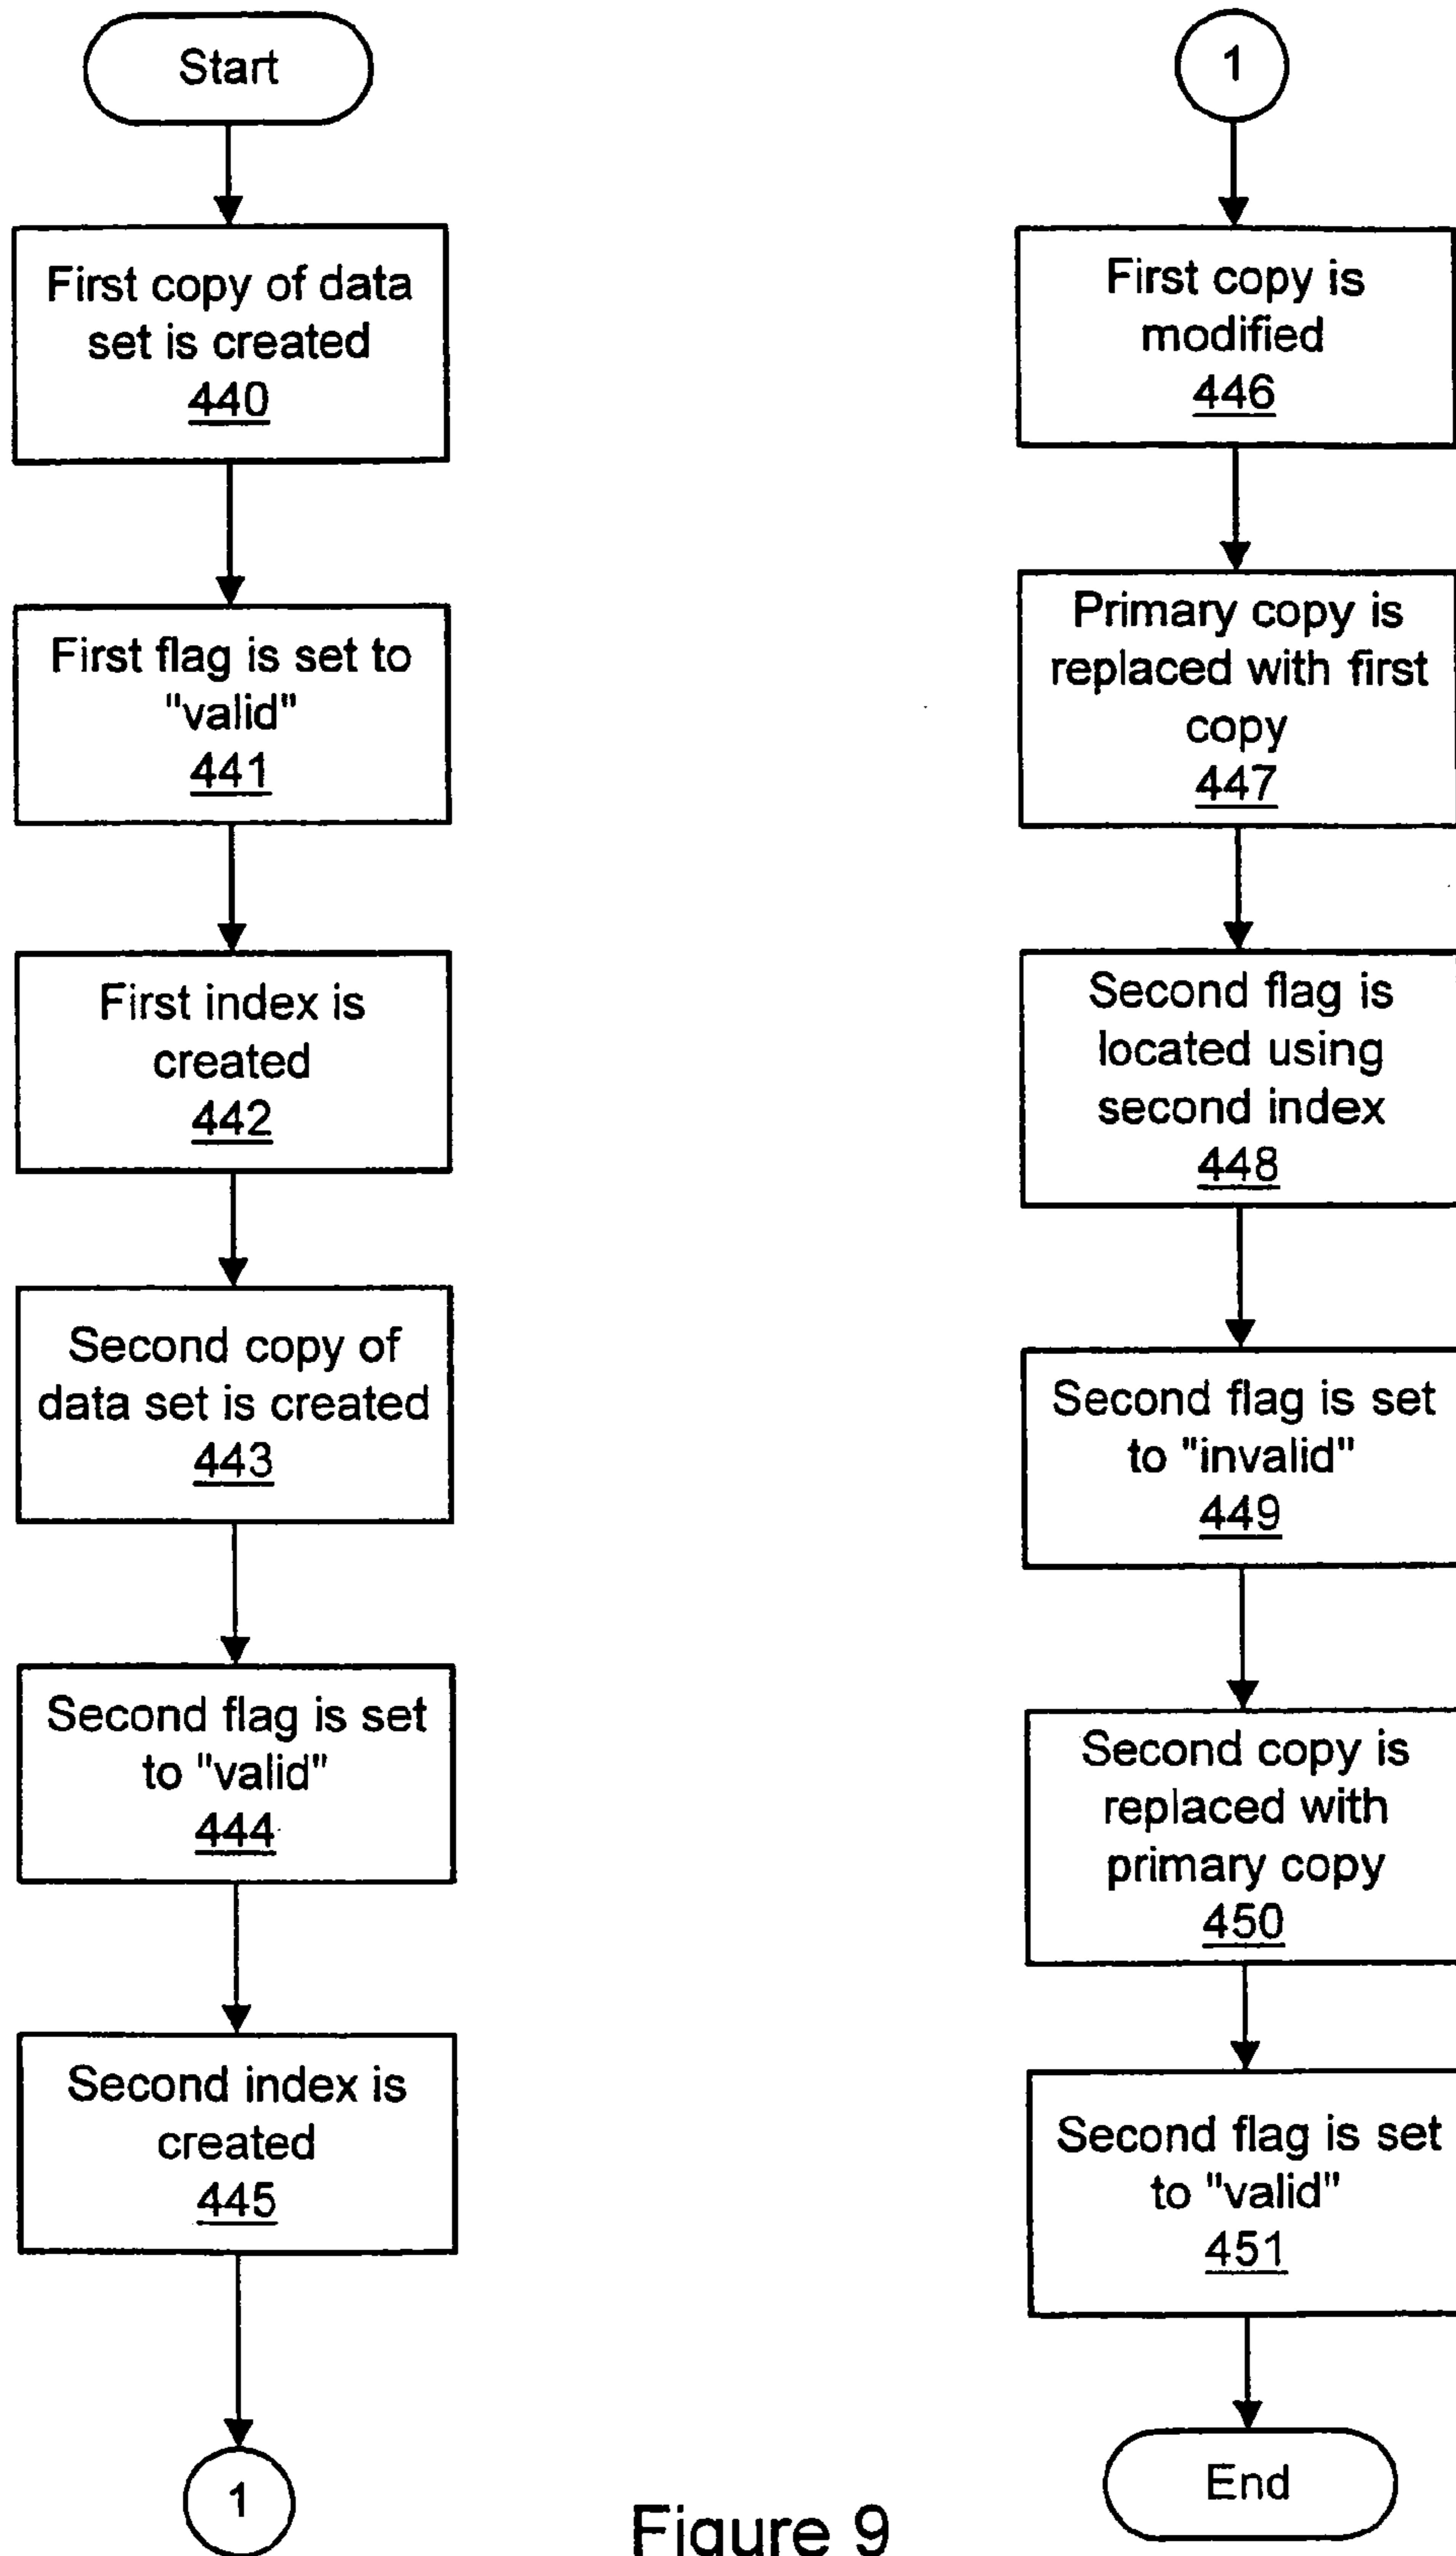 Start
First copy of data
set is created
440
First flag is set to
"valid"
441
First index is
created
442
Second copy of
data set is created
443
Second flag is set
to "valid"
444
Second index is
created
445
1
1
First copy is
modified
446
Primary copy is
replaced with first
copy
447
Second flag is
located using
second index
448
Second flag is set
to "invalid"
449
Second copy is
replaced with
primary copy
450
Second flag is set
to "valid"
451
End
Figure 9